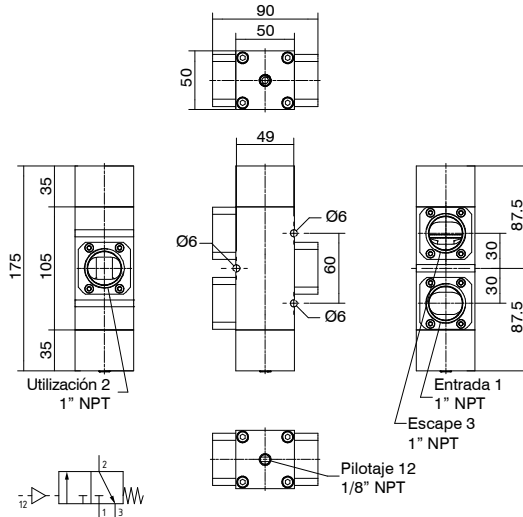 90
50
50
49
35
175
105
35
Ø6
Ø6
60
Ø6
87.5
30
30
87.5
Utilización 2
1” NPT
Entrada 1
1” NPT
Escape 3
1” NPT
Pilotaje 12
1/8” NPT
2
12
1 3